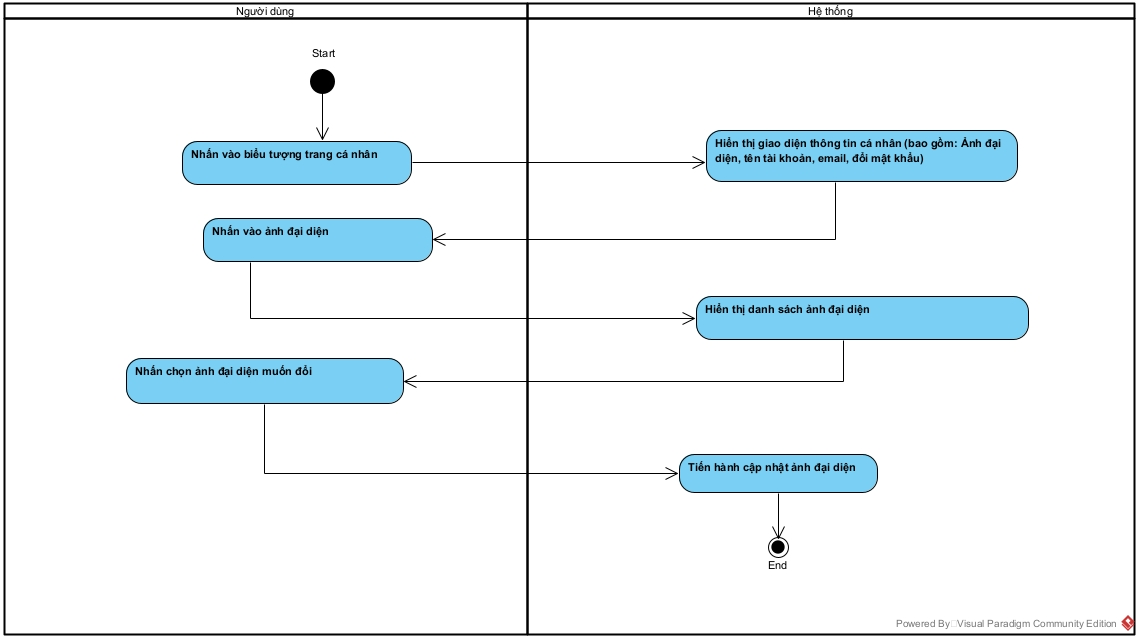 Người dùng
Hệ thống
Start
Nhấn vào biểu tượng trang cá nhân
Hiển thị giao diện thông tin cá nhân (bao gồm: Ảnh đại
diện, tên tài khoản, email, đổi mật khẩu)
Nhấn vào ảnh đại diện
Hiển thị danh sách ảnh đại diện
Nhấn chọn ảnh đại diện muốn đổi
Tiến hành cập nhật ảnh đại diện
End
Powered By Visual Paradigm Community Edition